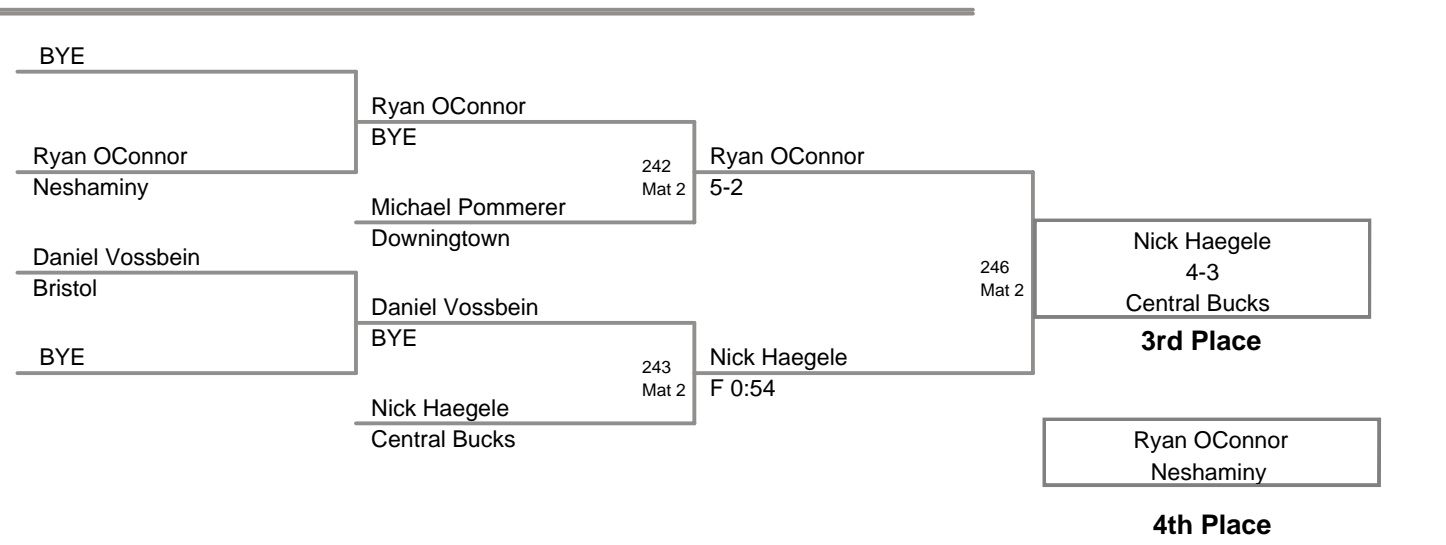 BYE
Ryan OConnor
BYE
Ryan OConnor
Neshaminy
242
Mat 2
Ryan OConnor
5-2
Michael Pommerer
Downingtown
Daniel Vossbein
Bristol
Daniel Vossbein
BYE
BYE
243
Mat 2
Nick Haegele
F 0:54
Nick Haegele
Central Bucks
246
Mat 2
Nick Haegele
4-3
Central Bucks
3rd Place
Ryan OConnor
Neshaminy
4th Place